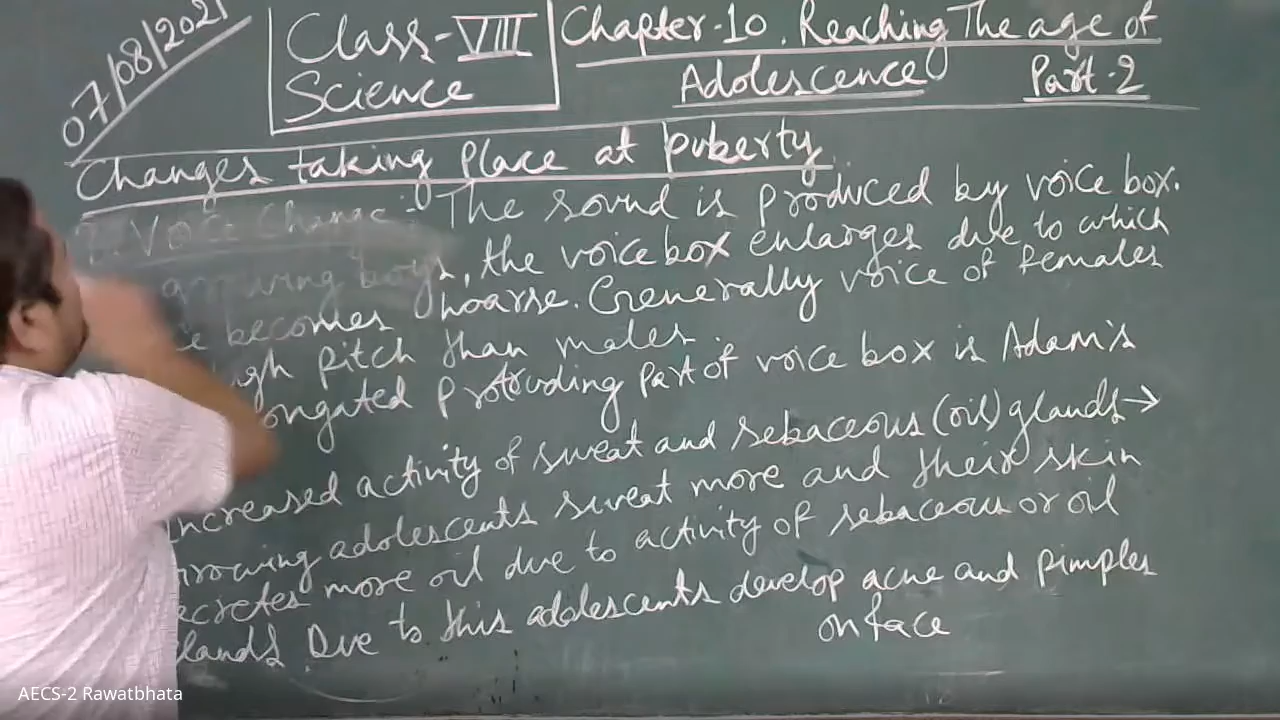 07/08/2021
Class-VIII
Science
Chapter-10. Reaching The age of
Adolescence Part-2
Changes taking Place at puberty
Voice Change :- The sound is produced by voice box.
boys, the voice box enlarges due to which
becomes hoarse. Generally voice of females
Pitch than males.
Protruding Part of voice box is Adam's
activity of sweat and sebaceous (oil) glands→
adolescents sweat more and their skin
more oil due to activity of sebaceous or oil
Due to this adolescents develop acne and pimples
on face
AECS-2 Rawatbhata